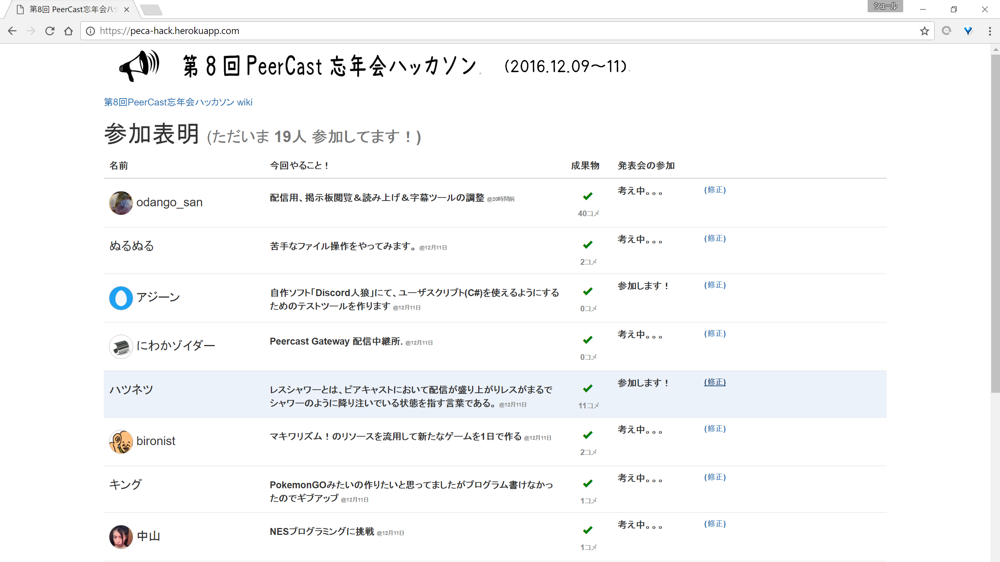 第8回 PeerCast忘年会ハッ
シュール
https://peca-hack.herokuapp.com
第8回PeerCast 忘年会ハッカソン (2016.12.09～11)
第8回PeerCast忘年会ハッカソン wiki
参加表明 (ただいま 19人 参加してます！)
名前 今回やること！ 成果物 発表会の参加
odango_san 配信用、掲示板閲覧＆読み上げ＆字幕ツールの調整 @20時間前 考え中。。。 (修正)
40コメ
ぬるぬる 苦手なファイル操作をやってみます。 @12月11日 考え中。。。 (修正)
2コメ
アジーン 自作ソフト「Discord人狼」にて、ユーザスクリプト(C#)を使えるようにする 参加します！ (修正)
ためのテストツールを作ります @12月11日 0コメ
にわかゾイダー Peercast Gateway 配信中継所. @12月11日 考え中。。。 (修正)
0コメ
ハツネツ レスシャワーとは、ピアキャストにおいて配信が盛り上がりレスがまるで 参加します！ (修正)
シャワーのように降り注いでいる状態を指す言葉である。 @12月11日 11コメ
bironist マキワリズム！のリソースを流用して新たなゲームを1日で作る @12月11日 考え中。。。 (修正)
2コメ
キング PokemonGOみたいの作りたいと思ってましたがプログラム書けなかっ 考え中。。。 (修正)
たのでギブアップ @12月11日 1コメ
中山 NESプログラミングに挑戦 @12月11日 考え中。。。 (修正)
1コメ